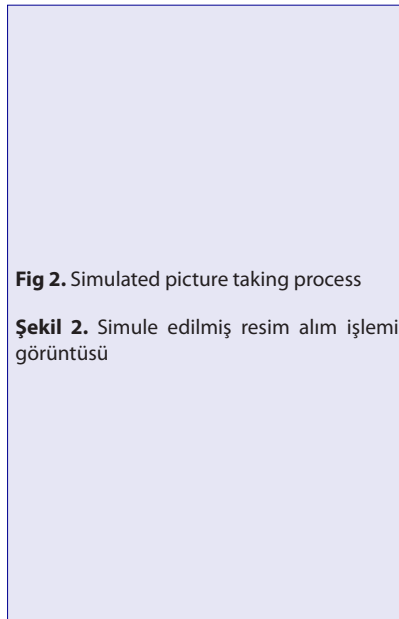 Fig 2. Simulated picture taking process
Şekil 2. Simule edilmiş resim alım işlemi
görüntüsü